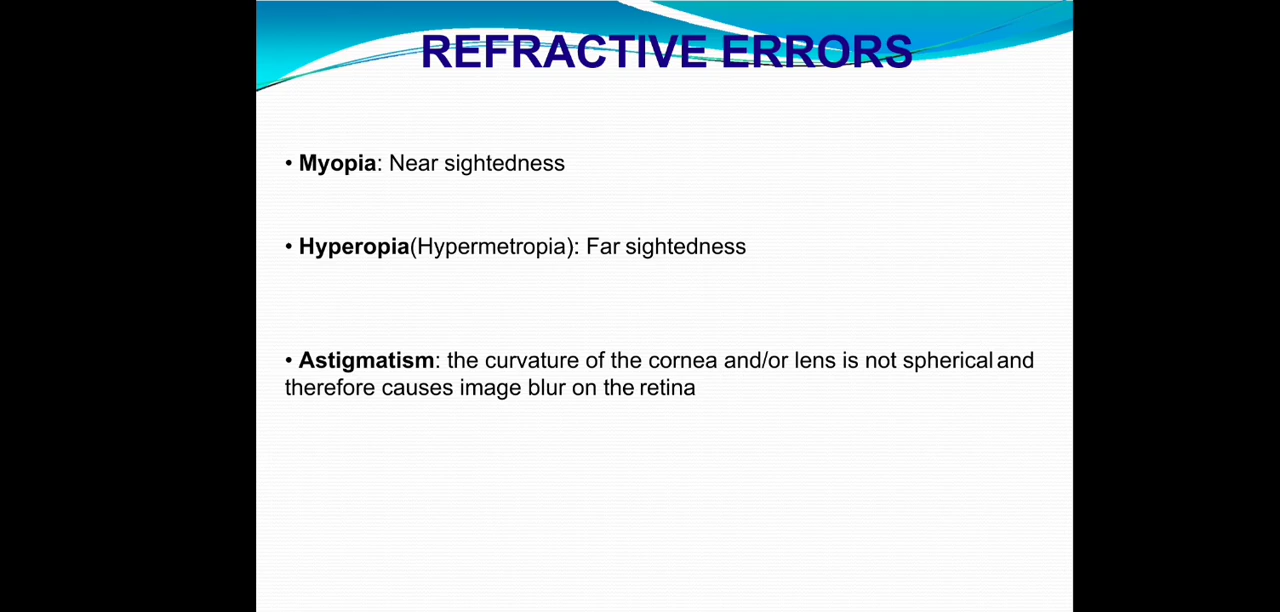 REFRACTIVE ERRORS
• Myopia: Near sightedness
• Hyperopia(Hypermetropia): Far sightedness
• Astigmatism: the curvature of the cornea and/or lens is not spherical and
therefore causes image blur on the retina